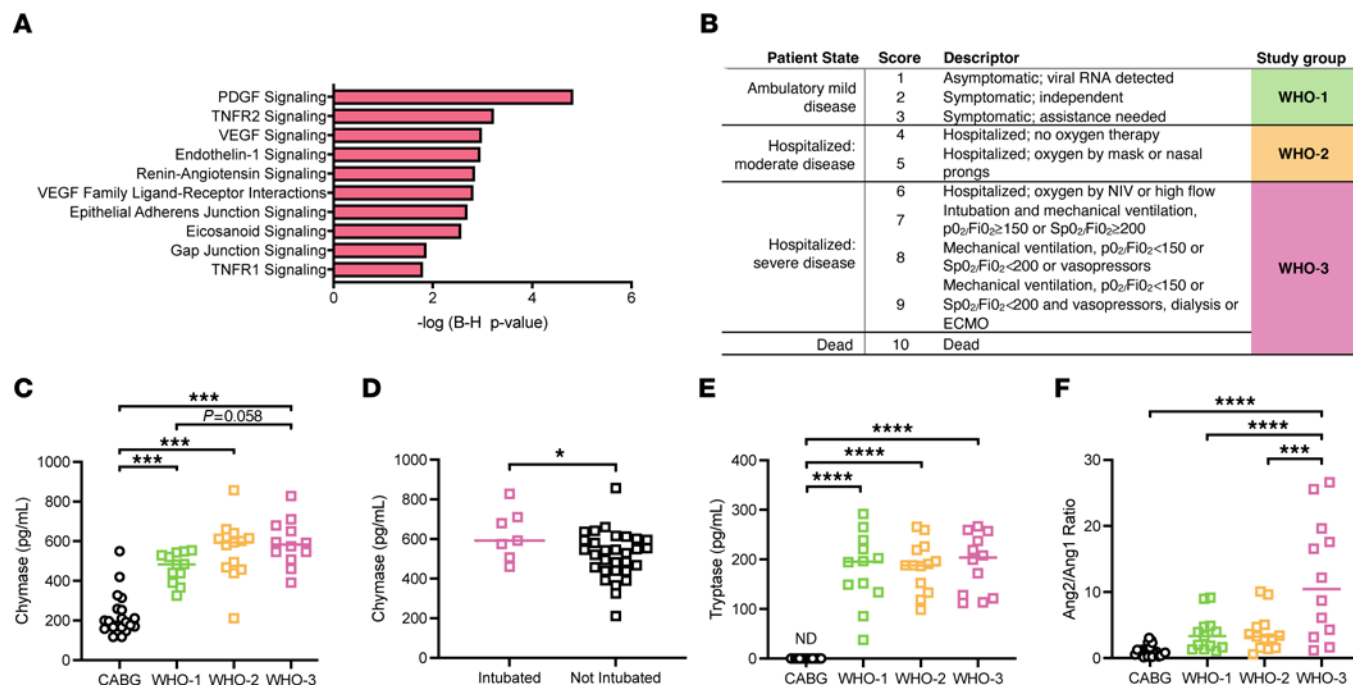 A
PDGF Signaling
TNFR2 Signaling
VEGF Signaling
Endothelin-1 Signaling
Renin-Angiotensin Signaling
VEGF Family Ligand-Receptor Interactions
Epithelial Adherens Junction Signaling
Eicosanoid Signaling
Gap Junction Signaling
TNFR1 Signaling
0 2 4 6
-log (B-H p-value)
B
Patient State Score Descriptor Study group
Ambulatory mild disease
1 Asymptomatic; viral RNA detected
2 Symptomatic; independent
3 Symptomatic; assistance needed
WHO-1
Hospitalized: moderate disease
4 Hospitalized; no oxygen therapy
5 Hospitalized; oxygen by mask or nasal
prongs
WHO-2
Hospitalized: severe disease
6 Hospitalized; oxygen by NIV or high flow
7 Intubation and mechanical ventilation,
p0₂/Fi0₂≥150 or Sp0₂/Fi0₂≥200
8 Mechanical ventilation, p0₂/Fi0₂<150 or
Sp0₂/Fi0₂<200 or vasopressors
9 Mechanical ventilation, p0₂/Fi0₂<150 or
Sp0₂/Fi0₂<200 and vasopressors, dialysis or
ECMO
WHO-3
Dead 10 Dead
C
***
P=0.058
***
***
1000
800
600
400
200
0
Chymase (pg/mL)
CABG WHO-1 WHO-2 WHO-3
D
*
1000
800
600
400
200
0
Chymase (pg/mL)
Intubated Not Intubated
E
****
****
****
400
300
200
100
0
Tryptase (pg/mL)
ND
CABG WHO-1 WHO-2 WHO-3
F
****
****
***
30
20
10
0
Ang2/Ang1 Ratio
CABG WHO-1 WHO-2 WHO-3